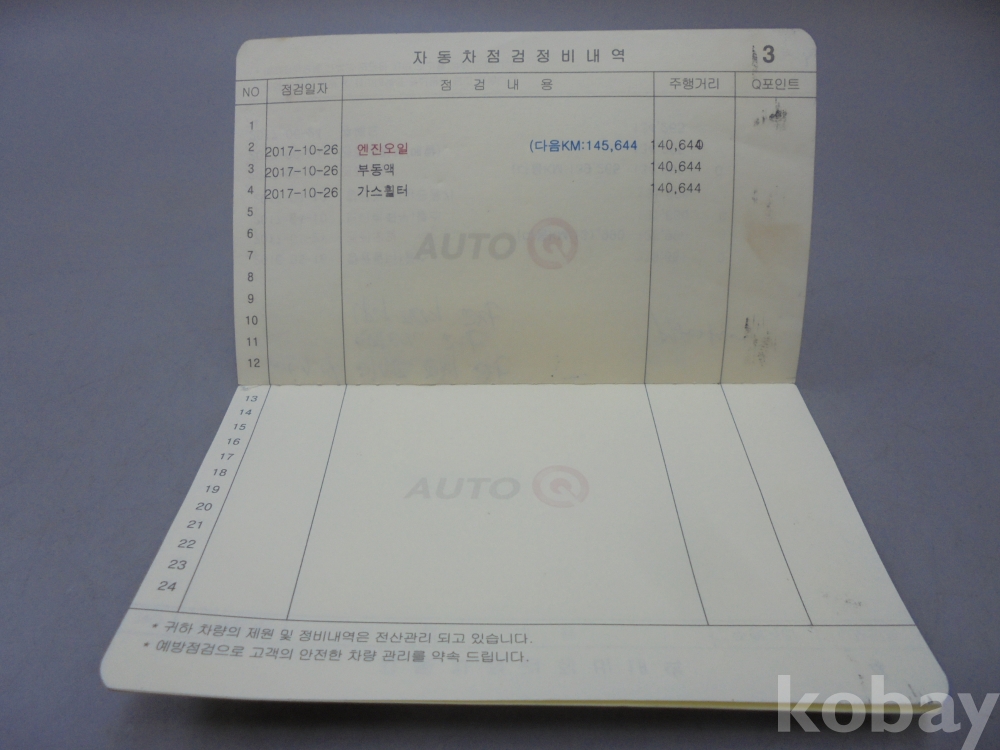 자동차점검정비내역 3
NO 점검일자 점 검 내 용 주행거리 Q포인트
1
2 2017-10-26 엔진오일 (다음KM:145,644 140,644 0
3 2017-10-26 부동액 140,644
4 2017-10-26 가스휠터 140,644
5
6
7
8
9
10
11
12
AUTO Q
13
14
15
16
17
18
19
20
21
22
23
24
AUTO Q
* 귀하 차량의 제원 및 정비내역은 전산관리 되고 있습니다.
* 예방점검으로 고객의 안전한 차량 관리를 약속 드립니다.
kobay